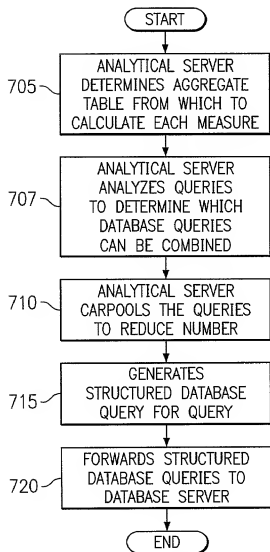 START
705
ANALYTICAL SERVER
DETERMINES AGGREGATE
TABLE FROM WHICH TO
CALCULATE EACH MEASURE
707
ANALYTICAL SERVER
ANALYZES QUERIES
TO DETERMINE WHICH
DATABASE QUERIES
CAN BE COMBINED
710
ANALYTICAL SERVER
CARPOOLS THE QUERIES
TO REDUCE NUMBER
715
GENERATES
STRUCTURED DATABASE
QUERY FOR QUERY
720
FORWARDS STRUCTURED
DATABASE QUERIES TO
DATABASE SERVER
END